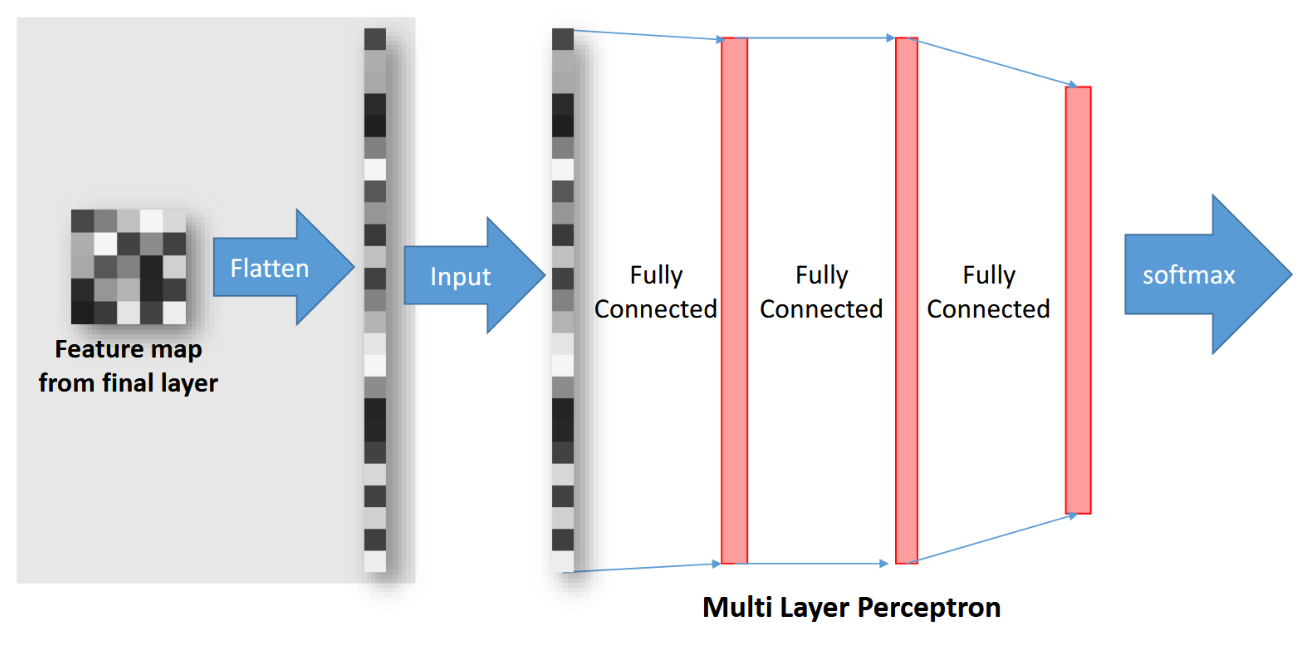 Feature map
from final layer
Flatten
Input
Fully
Connected
Fully
Connected
Fully
Connected
softmax
Multi Layer Perceptron